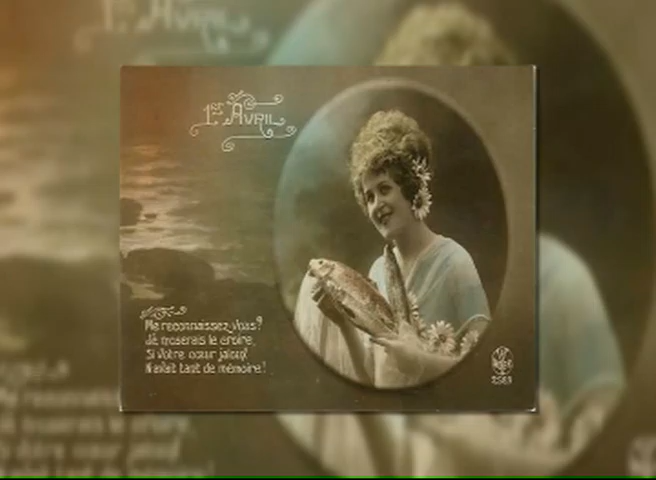 1er Avril
Me reconnaissez-vous?
Je n'oserais le croire,
Si Votre cœur jaloux
N'avait tant de mémoire!